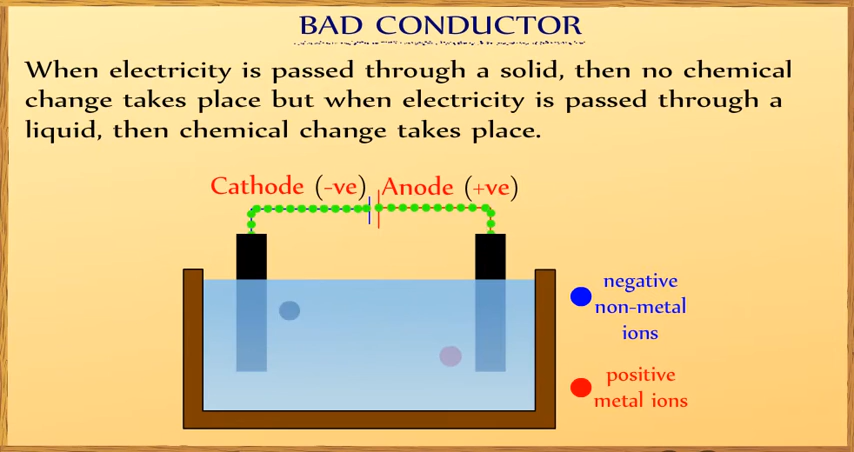 BAD CONDUCTOR
When electricity is passed through a solid, then no chemical
change takes place but when electricity is passed through a
liquid, then chemical change takes place.
Cathode (-ve) Anode (+ve)
negative
non-metal
ions
positive
metal ions